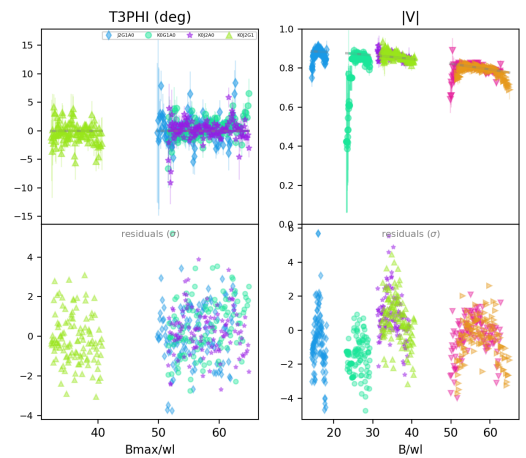 T3PHI (deg)
J2G1A0 K0G1A0 K0J2A0 K0J2G1
15
10
5
0
−5
−10
−15
residuals (σ)
4
2
0
−2
−4
40 50 60
Bmax/wl
|V|
1.0
0.8
0.6
0.4
0.2
0.0
residuals (σ)
6
4
2
0
−2
−4
20 30 40 50 60
B/wl